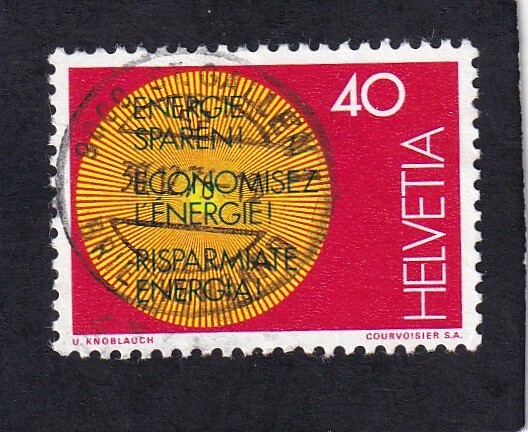 40
ENERGIE
SPAREN!
ECONOMISEZ
L'ENERGIE!
RISPARMIATE
ENERGIA!
HELVETIA
U. KNOBLAUCH
COURVOISIER S.A.